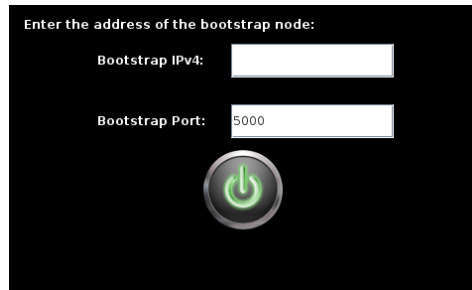 Enter the address of the bootstrap node:
Bootstrap IPv4:
Bootstrap Port: 5000